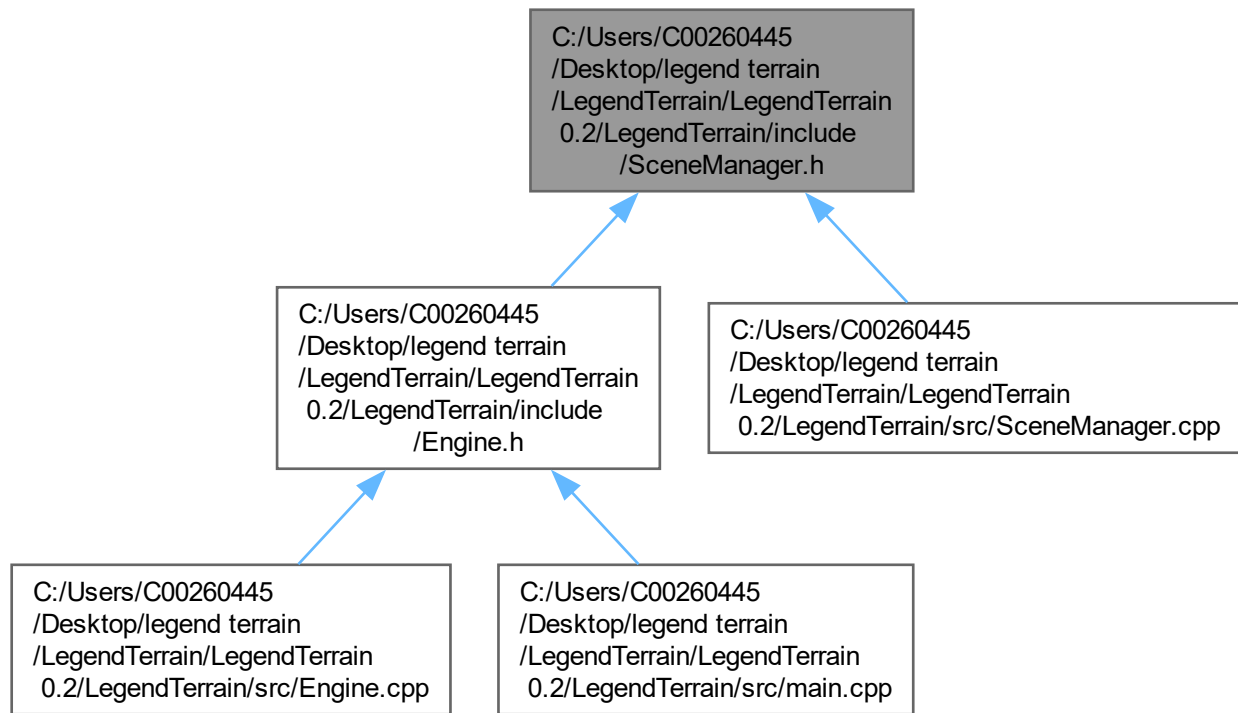 C:/Users/C00260445
/Desktop/legend terrain
/LegendTerrain/LegendTerrain
0.2/LegendTerrain/include
/SceneManager.h
C:/Users/C00260445
/Desktop/legend terrain
/LegendTerrain/LegendTerrain
0.2/LegendTerrain/include
/Engine.h
C:/Users/C00260445
/Desktop/legend terrain
/LegendTerrain/LegendTerrain
0.2/LegendTerrain/src/SceneManager.cpp
C:/Users/C00260445
/Desktop/legend terrain
/LegendTerrain/LegendTerrain
0.2/LegendTerrain/src/Engine.cpp
C:/Users/C00260445
/Desktop/legend terrain
/LegendTerrain/LegendTerrain
0.2/LegendTerrain/src/main.cpp